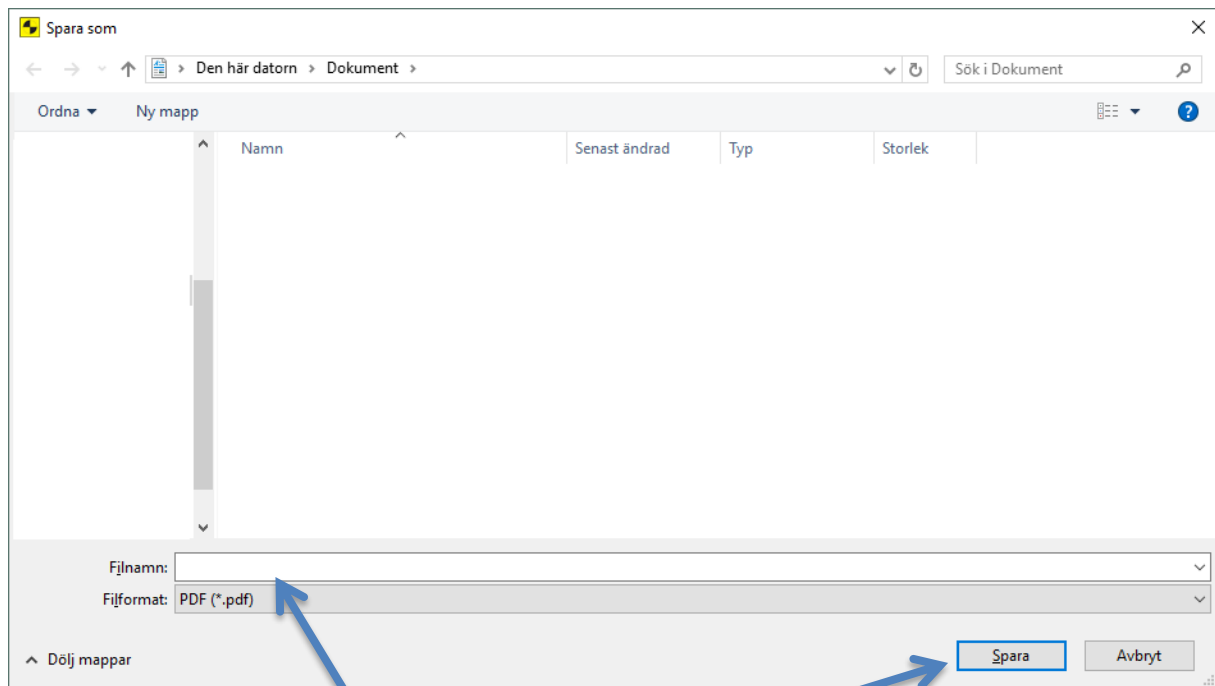 Spara som
Den här datorn > Dokument >
Sök i Dokument
Ordna Ny mapp
Namn Senast ändrad Typ Storlek
Filnamn:
Filformat: PDF (*.pdf)
Dölj mappar Spara Avbryt